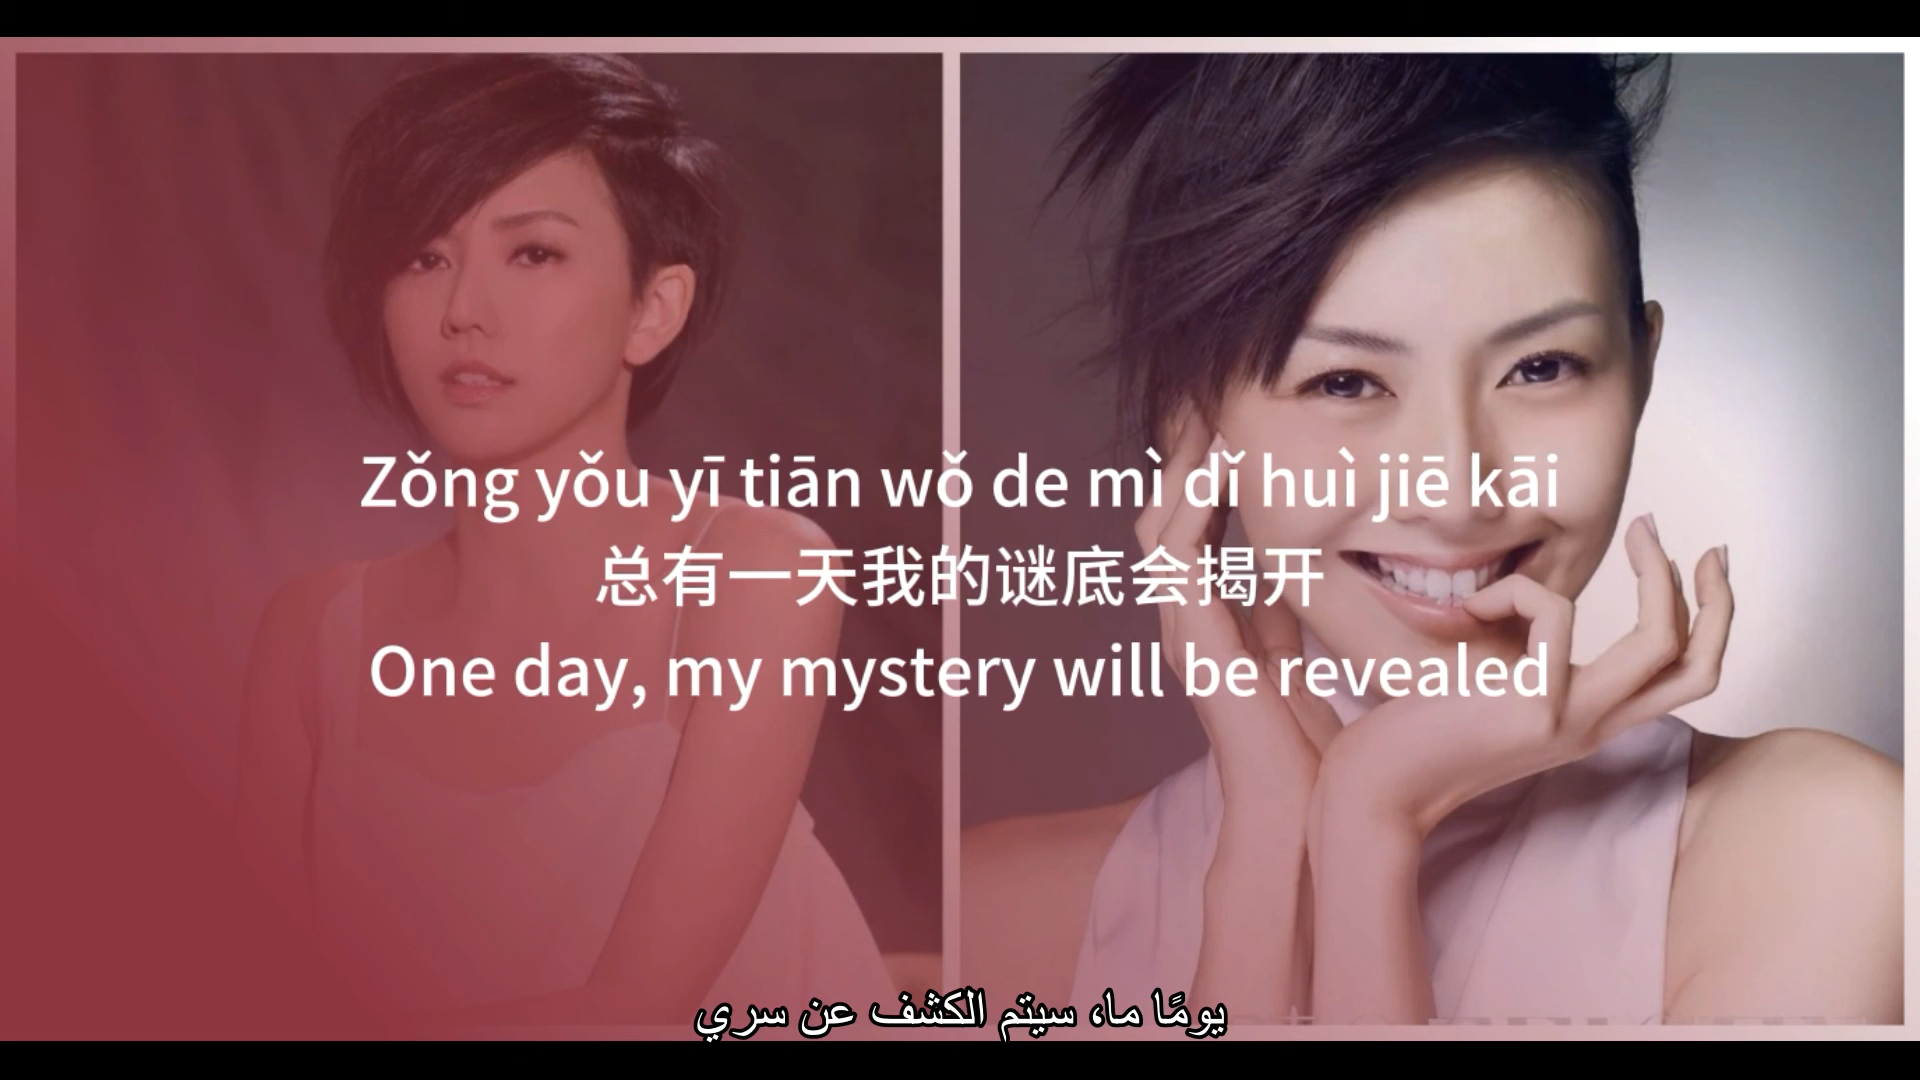 Zǒng yǒu yī tiān wǒ de mì dǐ huì jiē kāi
总有一天我的谜底会揭开
One day, my mystery will be revealed
يومًا ما، سيتم الكشف عن سري